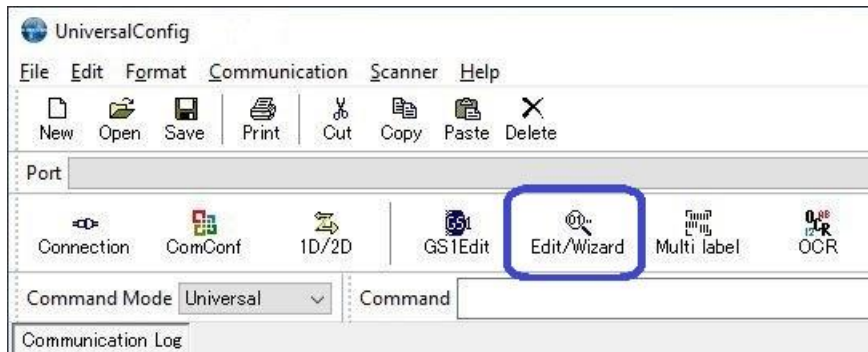 UniversalConfig
File Edit Format Communication Scanner Help
New Open Save Print Cut Copy Paste Delete
Port
Connection ComConf 1D/2D GS1Edit Edit/Wizard Multi label OCR
Command Mode Universal Command
Communication Log